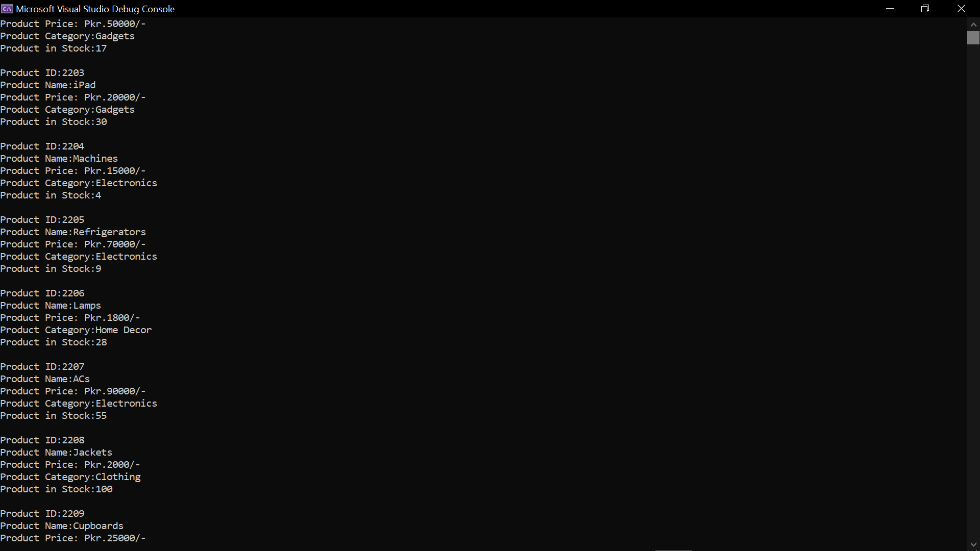 Microsoft Visual Studio Debug Console
Product Price: Pkr.50000/-
Product Category:Gadgets
Product in Stock:17
Product ID:2203
Product Name:iPad
Product Price: Pkr.20000/-
Product Category:Gadgets
Product in Stock:30
Product ID:2204
Product Name:Machines
Product Price: Pkr.15000/-
Product Category:Electronics
Product in Stock:4
Product ID:2205
Product Name:Refrigerators
Product Price: Pkr.70000/-
Product Category:Electronics
Product in Stock:9
Product ID:2206
Product Name:Lamps
Product Price: Pkr.1800/-
Product Category:Home Decor
Product in Stock:28
Product ID:2207
Product Name:ACs
Product Price: Pkr.90000/-
Product Category:Electronics
Product in Stock:55
Product ID:2208
Product Name:Jackets
Product Price: Pkr.2000/-
Product Category:Clothing
Product in Stock:100
Product ID:2209
Product Name:Cupboards
Product Price: Pkr.25000/-